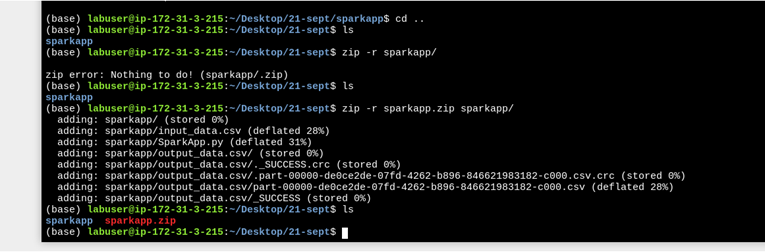 (base) labuser@ip-172-31-3-215:~/Desktop/21-sept/sparkapp$ cd ..
(base) labuser@ip-172-31-3-215:~/Desktop/21-sept$ ls
sparkapp
(base) labuser@ip-172-31-3-215:~/Desktop/21-sept$ zip -r sparkapp/

zip error: Nothing to do! (sparkapp/.zip)
(base) labuser@ip-172-31-3-215:~/Desktop/21-sept$ ls
sparkapp
(base) labuser@ip-172-31-3-215:~/Desktop/21-sept$ zip -r sparkapp.zip sparkapp/
  adding: sparkapp/ (stored 0%)
  adding: sparkapp/input_data.csv (deflated 28%)
  adding: sparkapp/SparkApp.py (deflated 31%)
  adding: sparkapp/output_data.csv/ (stored 0%)
  adding: sparkapp/output_data.csv/._SUCCESS.crc (stored 0%)
  adding: sparkapp/output_data.csv/.part-00000-de0ce2de-07fd-4262-b896-846621983182-c000.csv.crc (stored 0%)
  adding: sparkapp/output_data.csv/part-00000-de0ce2de-07fd-4262-b896-846621983182-c000.csv (deflated 28%)
  adding: sparkapp/output_data.csv/_SUCCESS (stored 0%)
(base) labuser@ip-172-31-3-215:~/Desktop/21-sept$ ls
sparkapp  sparkapp.zip
(base) labuser@ip-172-31-3-215:~/Desktop/21-sept$